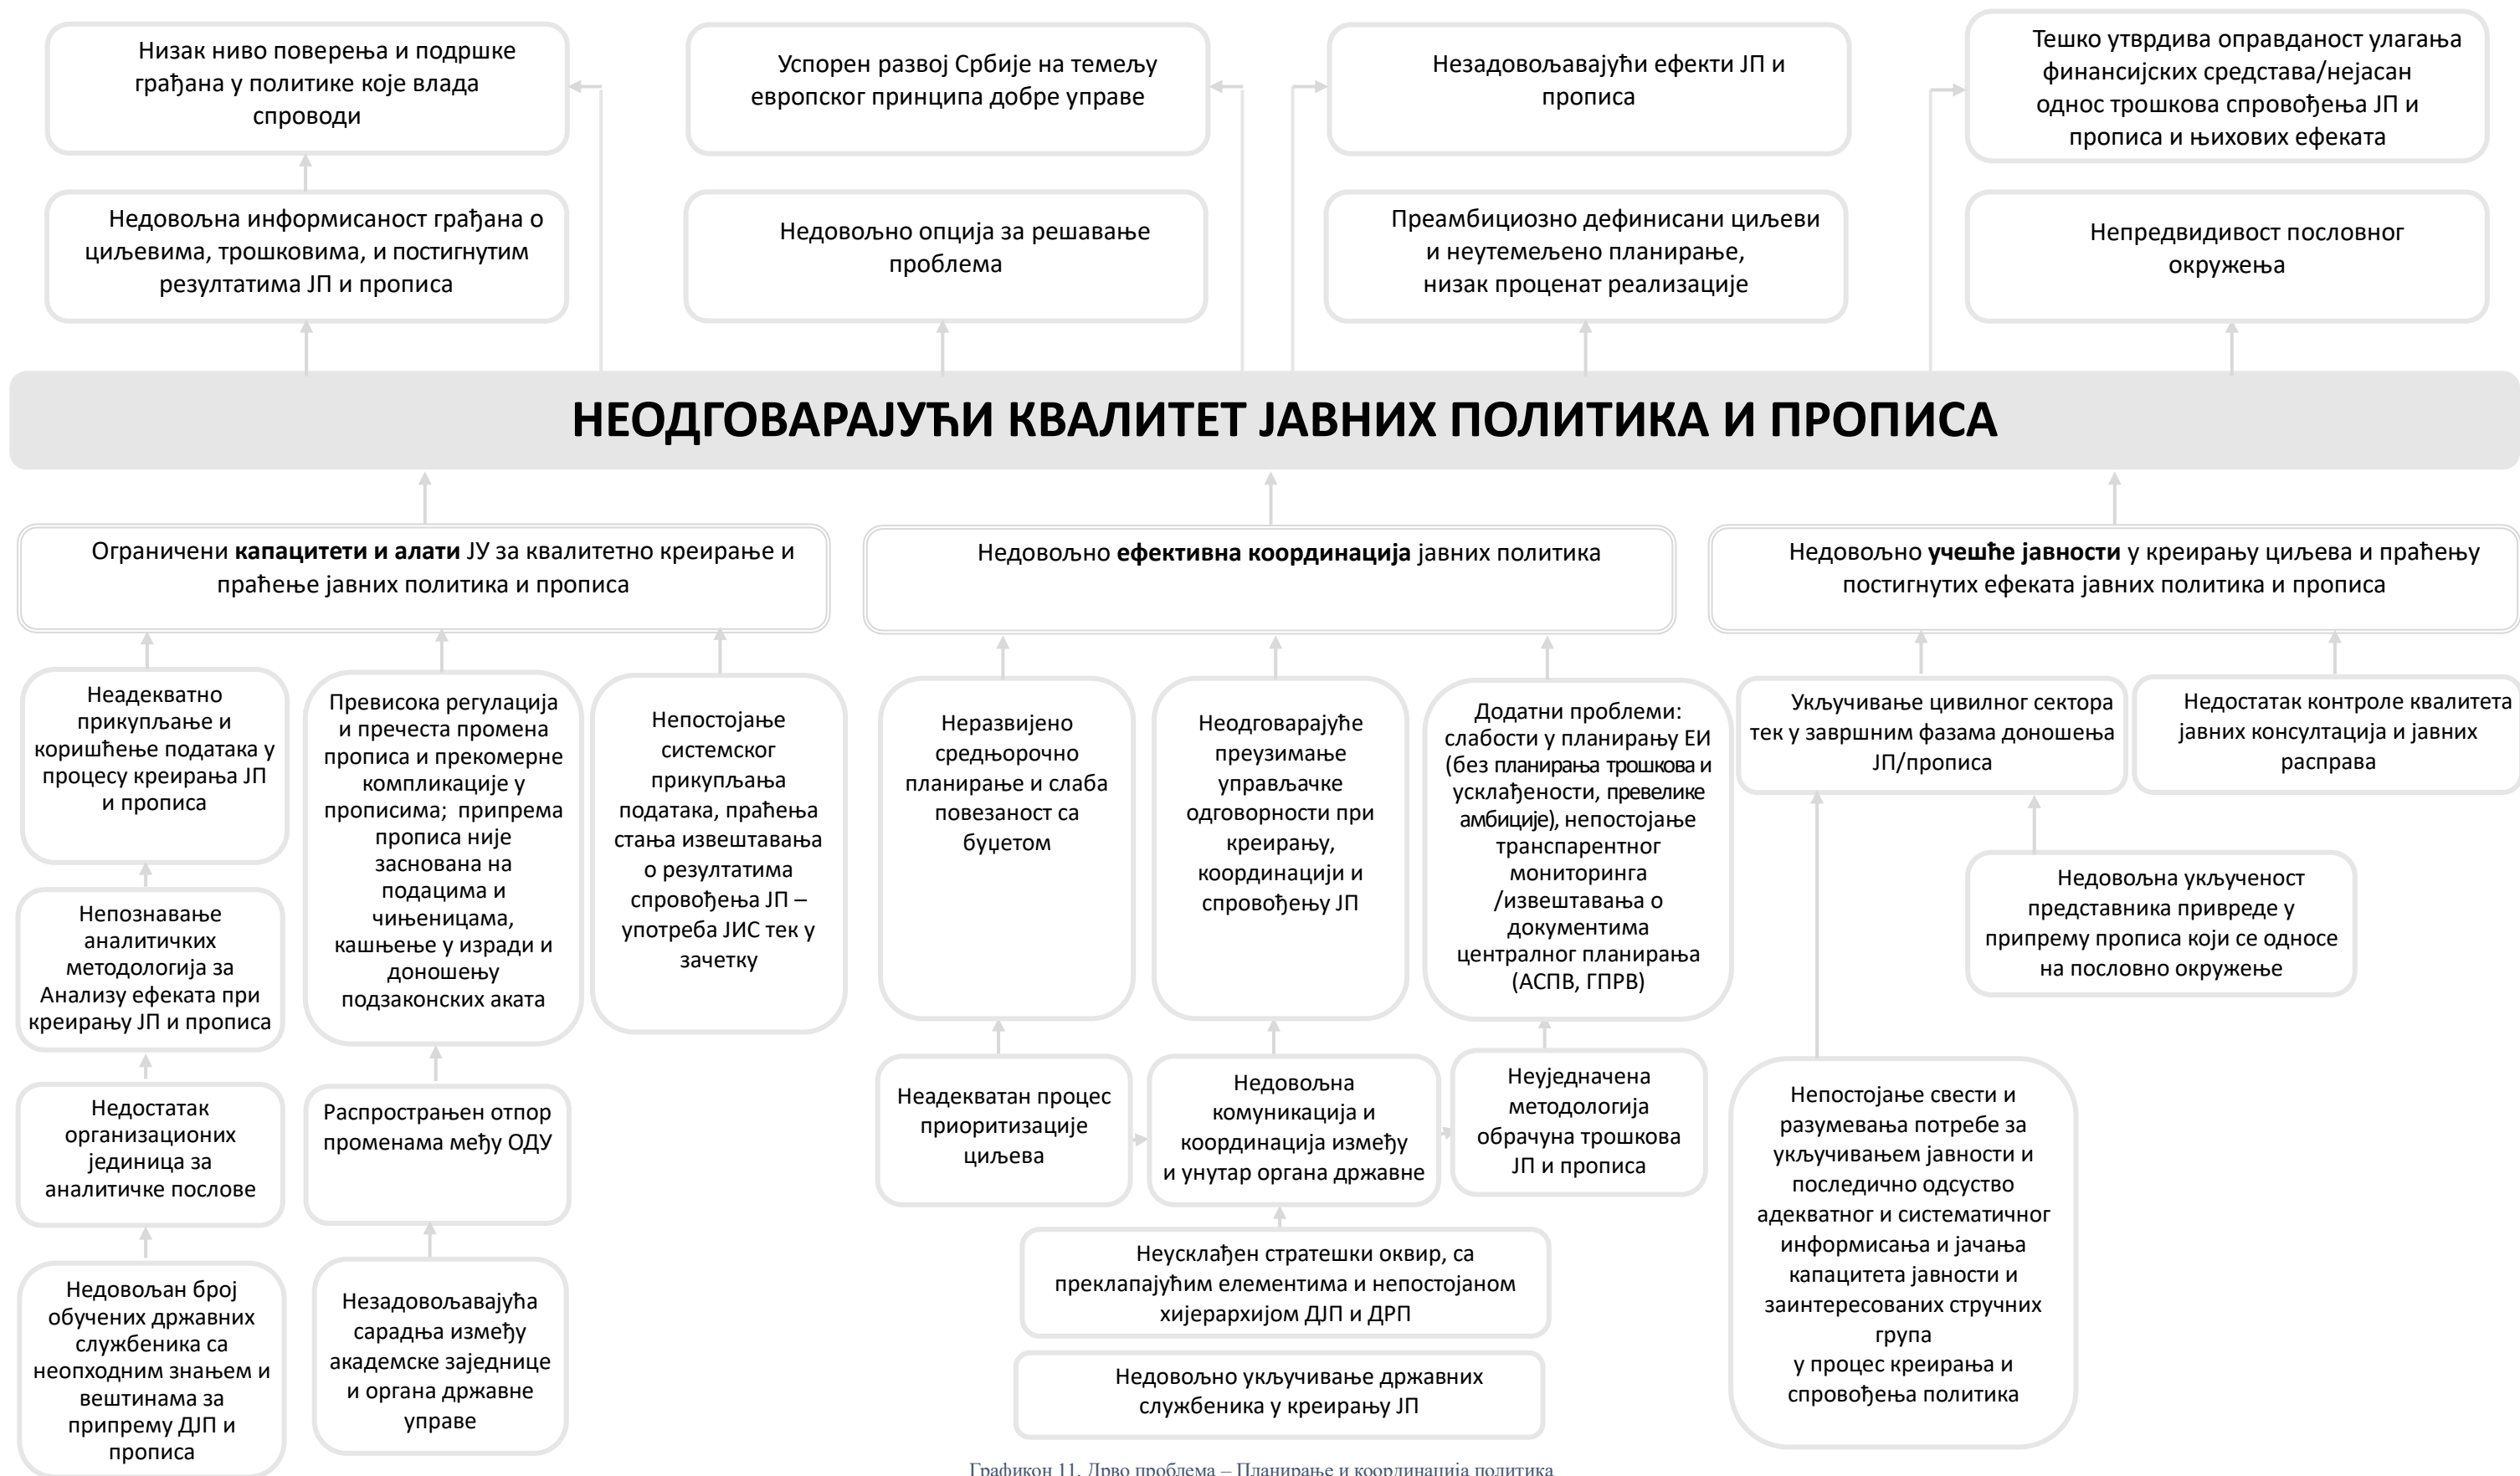 Низак ниво поверења и подршке
грађана у политике које влада
спроводи
Успорен развој Србије на темељу
европског принципа добре управе
Незадовољавајући ефекти ЈП и
прописа
Тешко утврдива оправданост улагања
финансијских средстава/нејасан
однос трошкова спровођења ЈП и
прописа и њихових ефеката
Недовољна информисаност грађана о
циљевима, трошковима, и постигнутим
резултатима ЈП и прописа
Недовољно опција за решавање
проблема
Преамбициозно дефинисани циљеви
и неутемељено планирање,
низак проценат реализације
Непредвидивост пословног
окружења
НЕОДГОВАРАЈУЋИ КВАЛИТЕТ ЈАВНИХ ПОЛИТИКА И ПРОПИСА
Ограничени капацитети и алати ЈУ за квалитетно креирање и
праћење јавних политика и прописа
Недовољно ефективна координација јавних политика
Недовољно учешће јавности у креирању циљева и праћењу
постигнутих ефеката јавних политика и прописа
Неадекватно
прикупљање и
коришћење података у
процесу креирања ЈП
и прописа
Превисока регулација
и пречеста промена
прописа и прекомерне
компликације у
прописима; припрема
прописа није
заснована на
подацима и
чињеницама,
кашњење у изради и
доношењу
подзаконских аката
Непостојање
системског
прикупљања
података, праћења
стања извештавања
о резултатима
спровођења ЈП –
употреба ЈИС тек у
зачетку
Неразвијено
средњорочно
планирање и слаба
повезаност са
буџетом
Неодговарајуће
преузимање
управљачке
одговорности при
креирању,
координацији и
спровођењу ЈП
Додатни проблеми:
слабости у планирању ЕИ
(без планирања трошкова и
усклађености, превелике
амбиције), непостојање
транспарентног
мониторинга
/извештавања о
документима
централног планирања
(АСПВ, ГПРВ)
Укључивање цивилног сектора
тек у завршним фазама доношења
ЈП/прописа
Недостатак контроле квалитета
јавних консултација и јавних
расправа
Недовољна укљученост
представника привреде у
припрему прописа који се односе
на пословно окружење
Непознавање
аналитичких
методологија за
Анализу ефеката при
креирању ЈП и прописа
Недостатак
организационих
јединица за
аналитичке послове
Распрострањен отпор
променама међу ОДУ
Неадекватан процес
приоритизације
циљева
Недовољна
комуникација и
координација између
и унутар органа државне
Неуједначена
методологија
обрачуна трошкова
ЈП и прописа
Непостојање свести и
разумевања потребе за
укључивањем јавности и
последично одсуство
адекватног и систематичног
информисања и јачања
капацитета јавности и
заинтересованих стручних
група
у процес креирања и
спровођења политика
Недовољан број
обучених државних
службеника са
неопходним знањем и
вештинама за
припрему ДЈП и
прописа
Незадовољавајућа
сарадња између
академске заједнице
и органа државне
управе
Неусклађен стратешки оквир, са
преклапајућим елементима и непостојаном
хијерархијом ДЈП и ДРП
Недовољно укључивање државних
службеника у креирању ЈП
Графикон 11. Дрво проблема – Планирање и координација политика